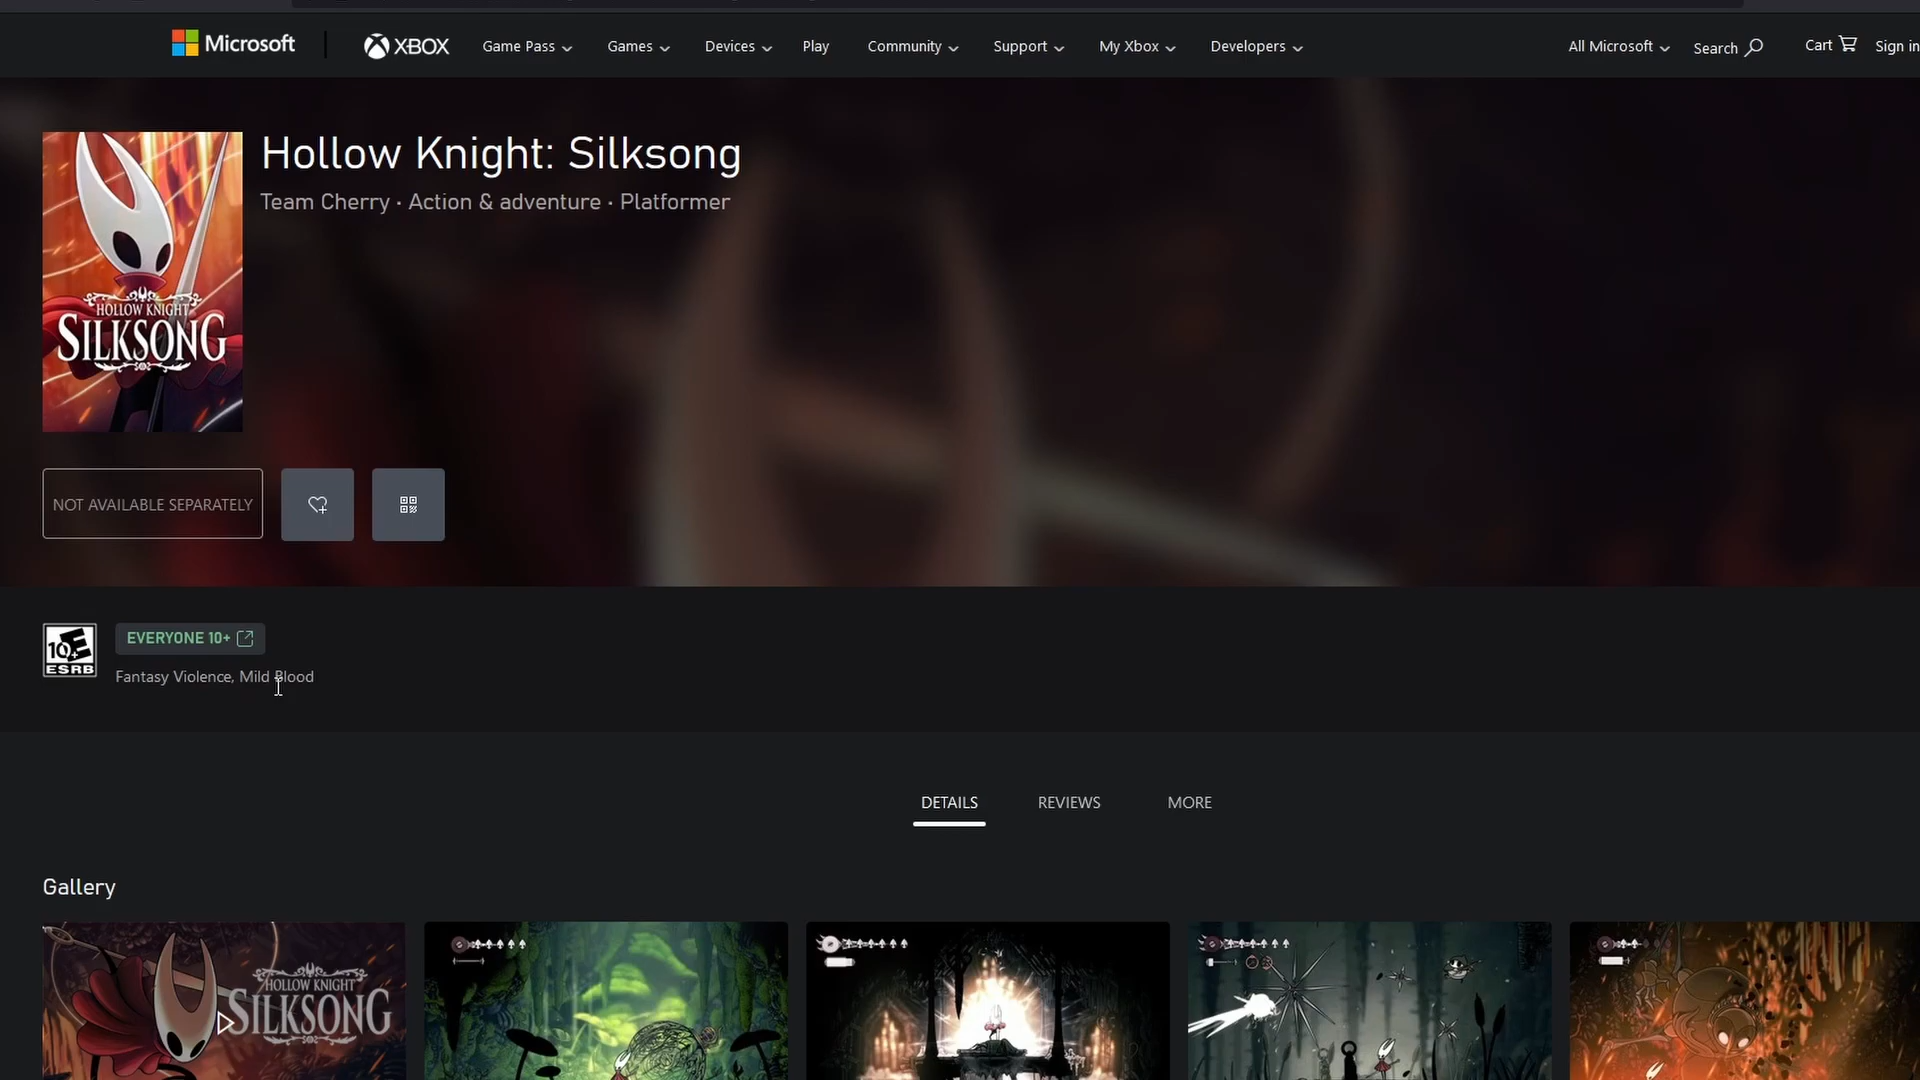 Microsoft
XBOX
Game Pass
Games
Devices
Play
Community
Support
My Xbox
Developers
All Microsoft
Search
Cart
Sign in
Hollow Knight: Silksong
Team Cherry · Action & adventure · Platformer
HOLLOW KNIGHT
SILKSONG
NOT AVAILABLE SEPARATELY
10+
E
ESRB
EVERYONE 10+
Fantasy Violence, Mild Blood
DETAILS
REVIEWS
MORE
Gallery
HOLLOW KNIGHT
SILKSONG